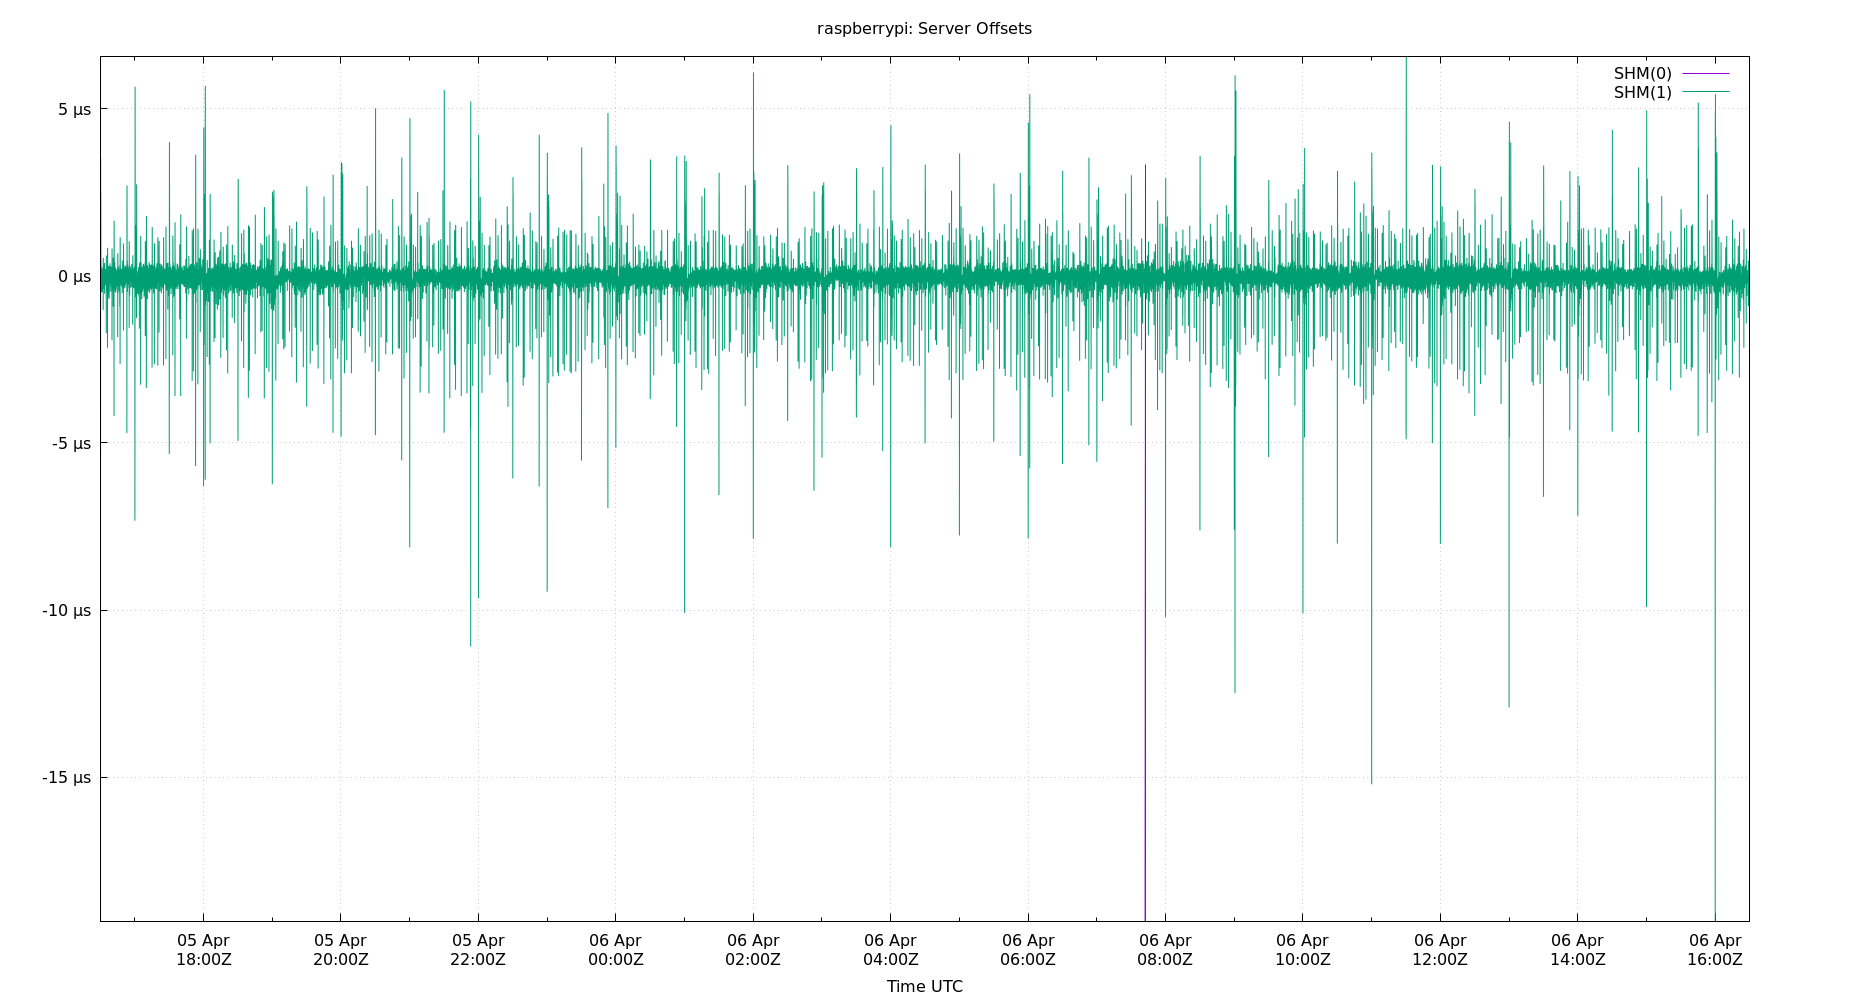 raspberrypi: Server Offsets
SHM(0)
SHM(1)
5 µs
0 µs
-5 µs
-10 µs
-15 µs
05 Apr 05 Apr 05 Apr 06 Apr 06 Apr 06 Apr 06 Apr 06 Apr 06 Apr 06 Apr 06 Apr 06 Apr
18:00Z 20:00Z 22:00Z 00:00Z 02:00Z 04:00Z 06:00Z 08:00Z 10:00Z 12:00Z 14:00Z 16:00Z
Time UTC